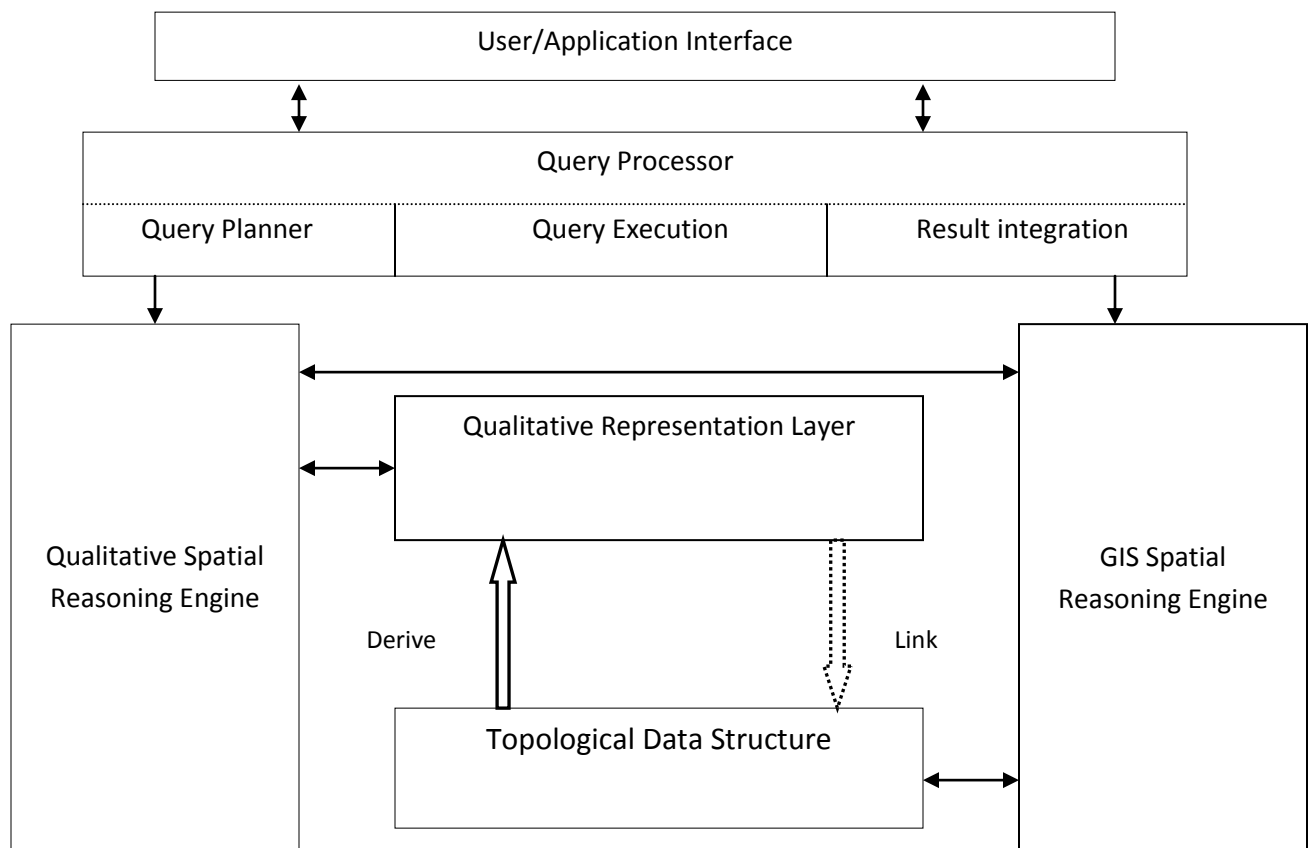 User/Application Interface
Query Processor
Query Planner
Query Execution
Result integration
Qualitative Representation Layer
Qualitative Spatial
Reasoning Engine
GIS Spatial
Reasoning Engine
Derive
Link
Topological Data Structure